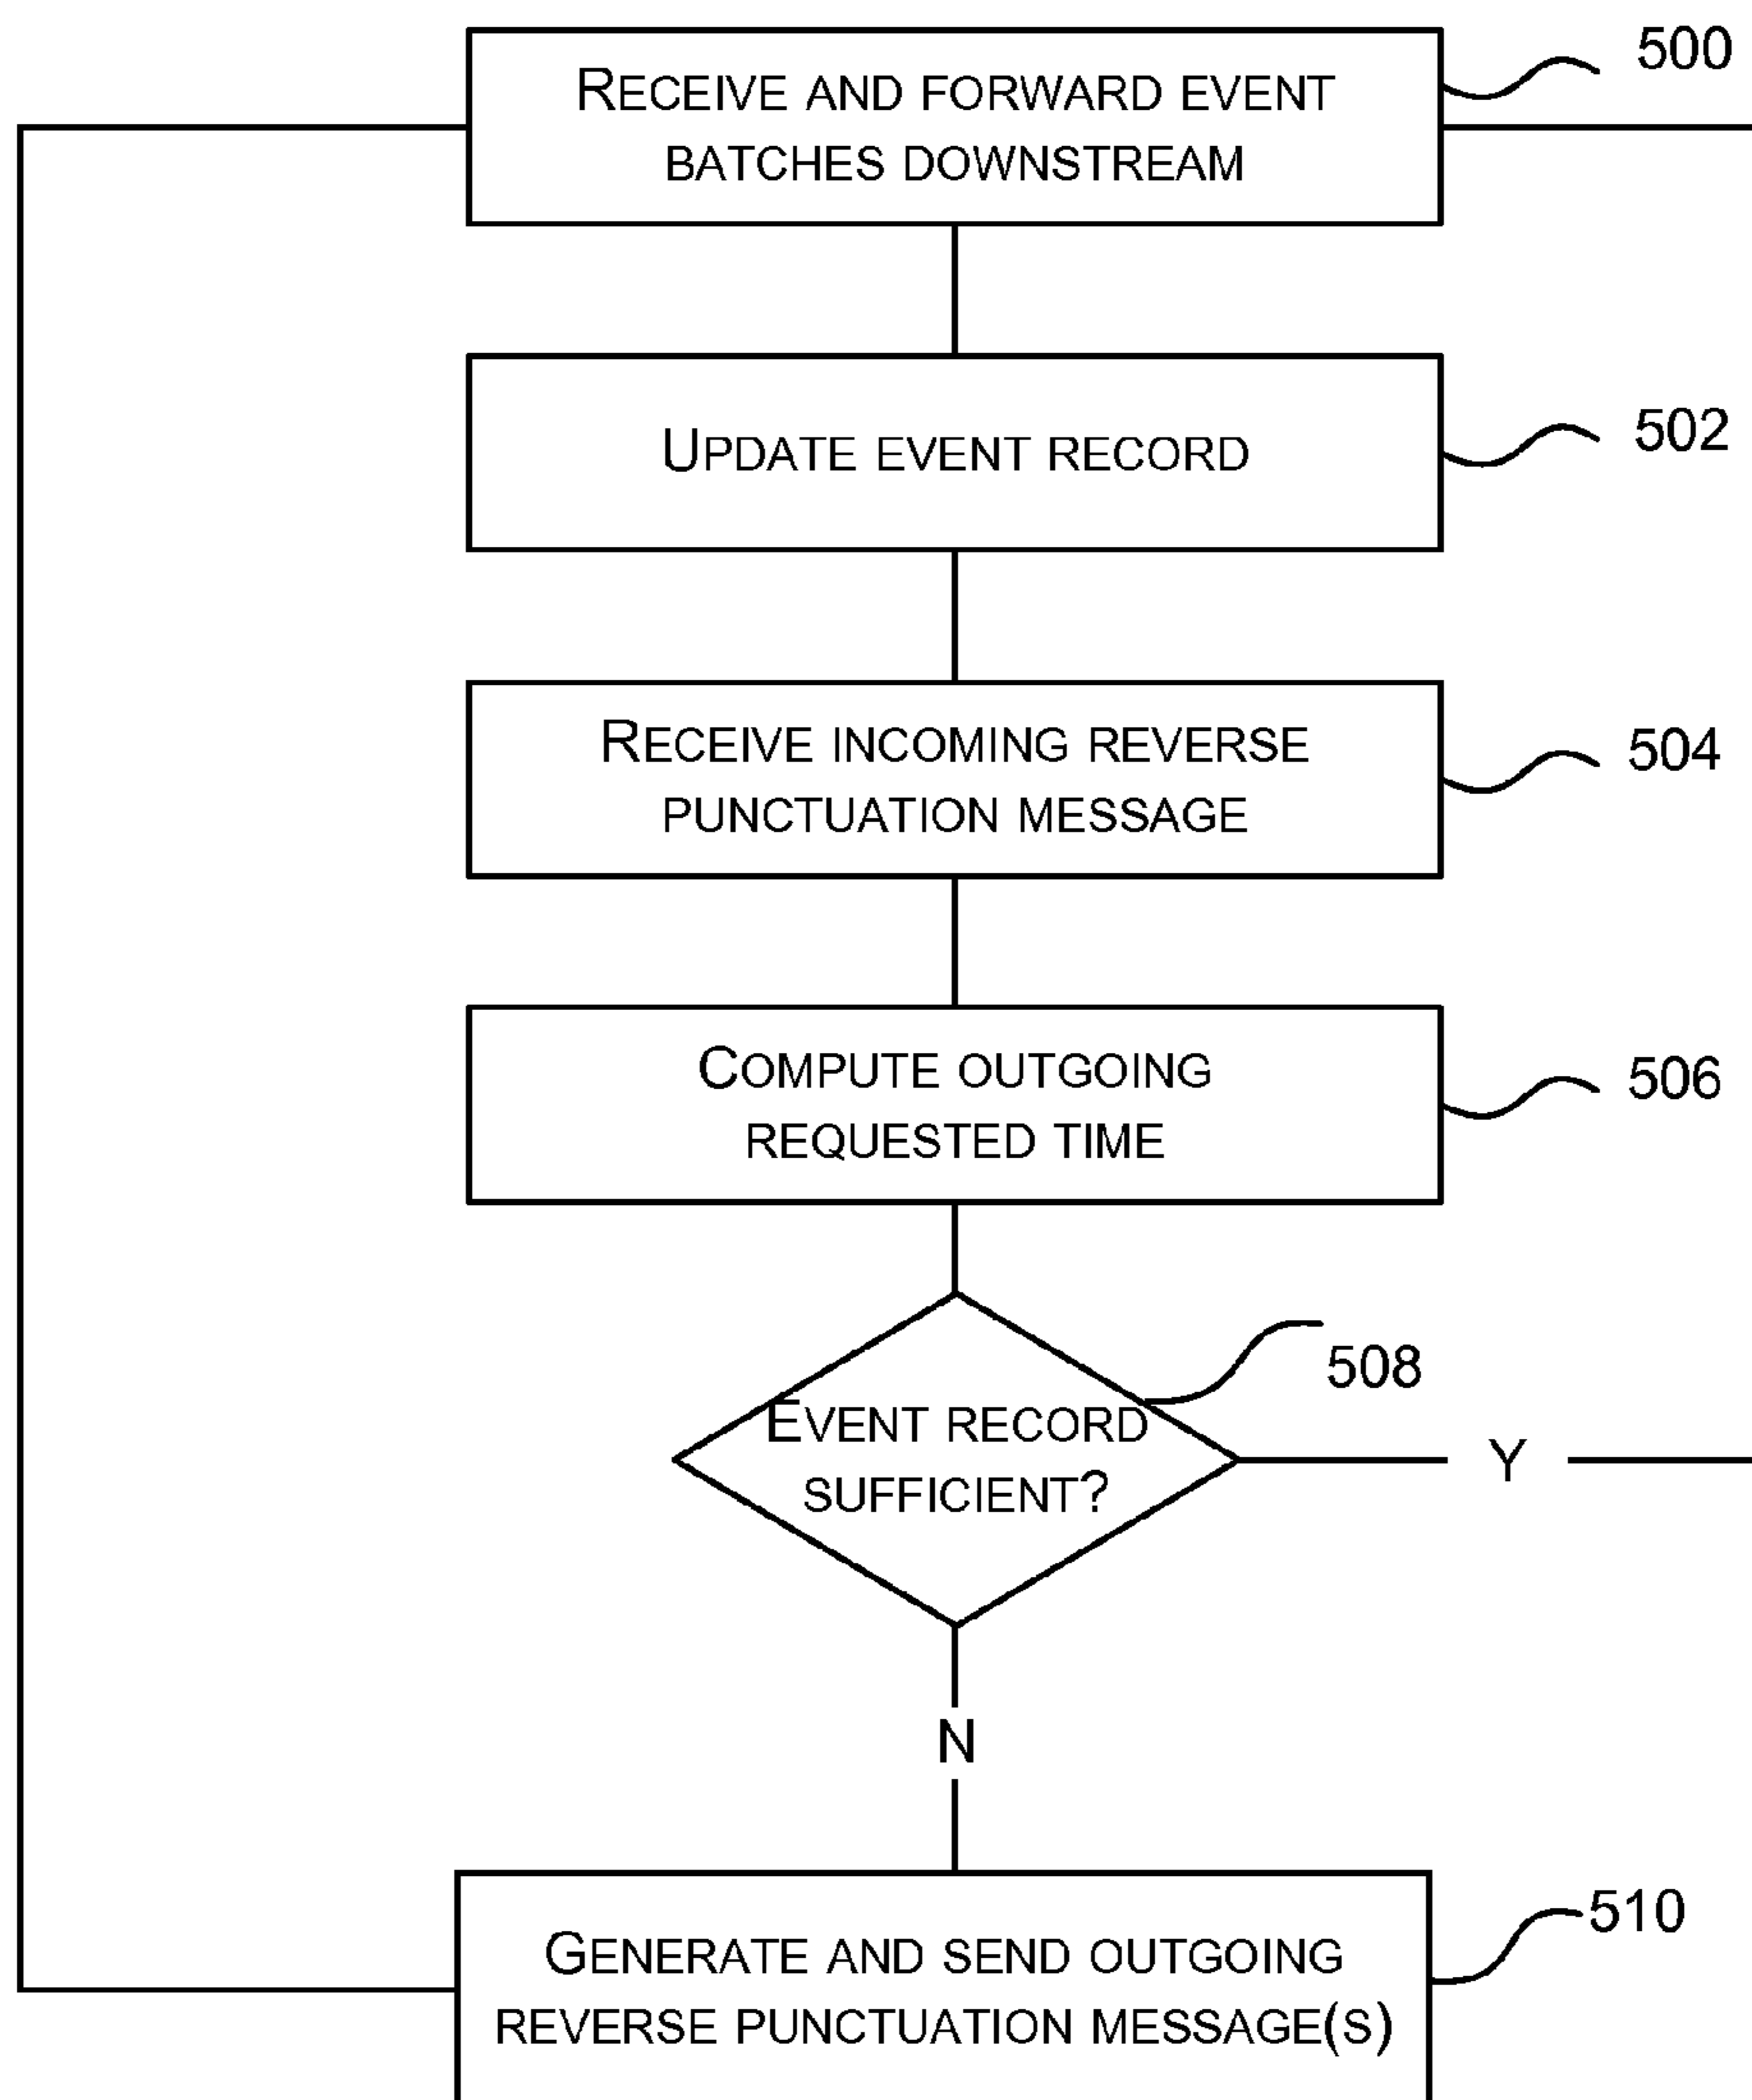 RECEIVE AND FORWARD EVENT
BATCHES DOWNSTREAM
500
UPDATE EVENT RECORD
502
RECEIVE INCOMING REVERSE
PUNCTUATION MESSAGE
504
COMPUTE OUTGOING
REQUESTED TIME
506
EVENT RECORD
SUFFICIENT?
508
Y
N
GENERATE AND SEND OUTGOING
REVERSE PUNCTUATION MESSAGE(S)
510